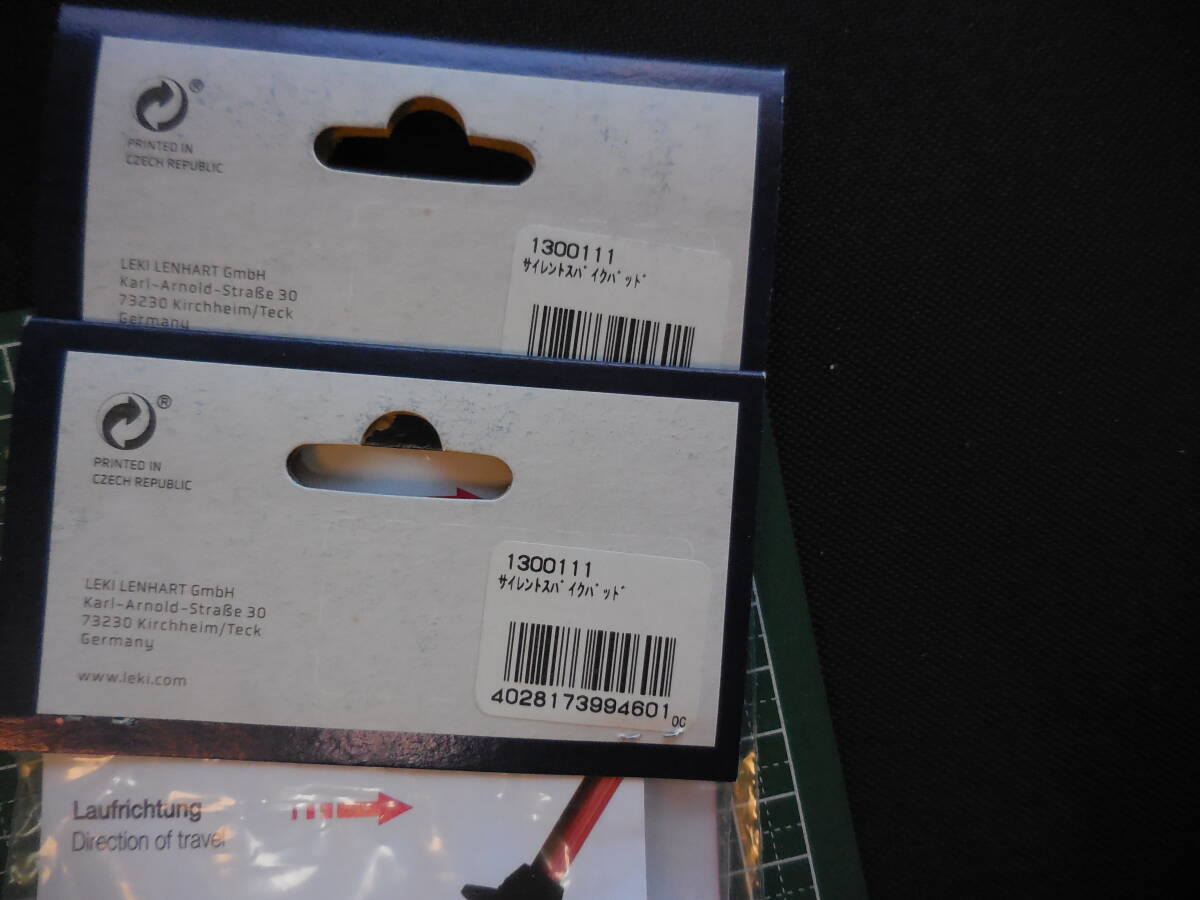 ®
PRINTED IN
CZECH REPUBLIC
LEKI LENHART GmbH
Karl-Arnold-Straße 30
73230 Kirchheim/Teck
Germany
1300111
ｻｲﾚﾝﾄｽﾊﾟｲｸﾊﾟｯﾄﾞ
®
PRINTED IN
CZECH REPUBLIC
LEKI LENHART GmbH
Karl-Arnold-Straße 30
73230 Kirchheim/Teck
Germany
www.leki.com
1300111
ｻｲﾚﾝﾄｽﾊﾟｲｸﾊﾟｯﾄﾞ
4028173994601
OC
Laufrichtung
Direction of travel